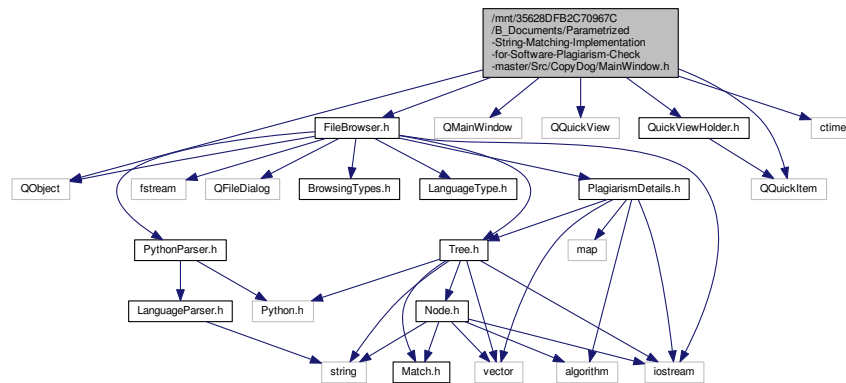 /mnt/35628DFB2C70967C
/B_Documents/Parametrized
-String-Matching-Implementation
-for-Software-Plagiarism-Check
-master/Src/CopyDog/MainWindow.h
FileBrowser.h
QMainWindow
QQuickView
QuickViewHolder.h
ctime
QObject
fstream
QFileDialog
BrowsingTypes.h
LanguageType.h
PlagiarismDetails.h
QQuickItem
PythonParser.h
Tree.h
map
LanguageParser.h
Python.h
Node.h
string
Match.h
vector
algorithm
iostream